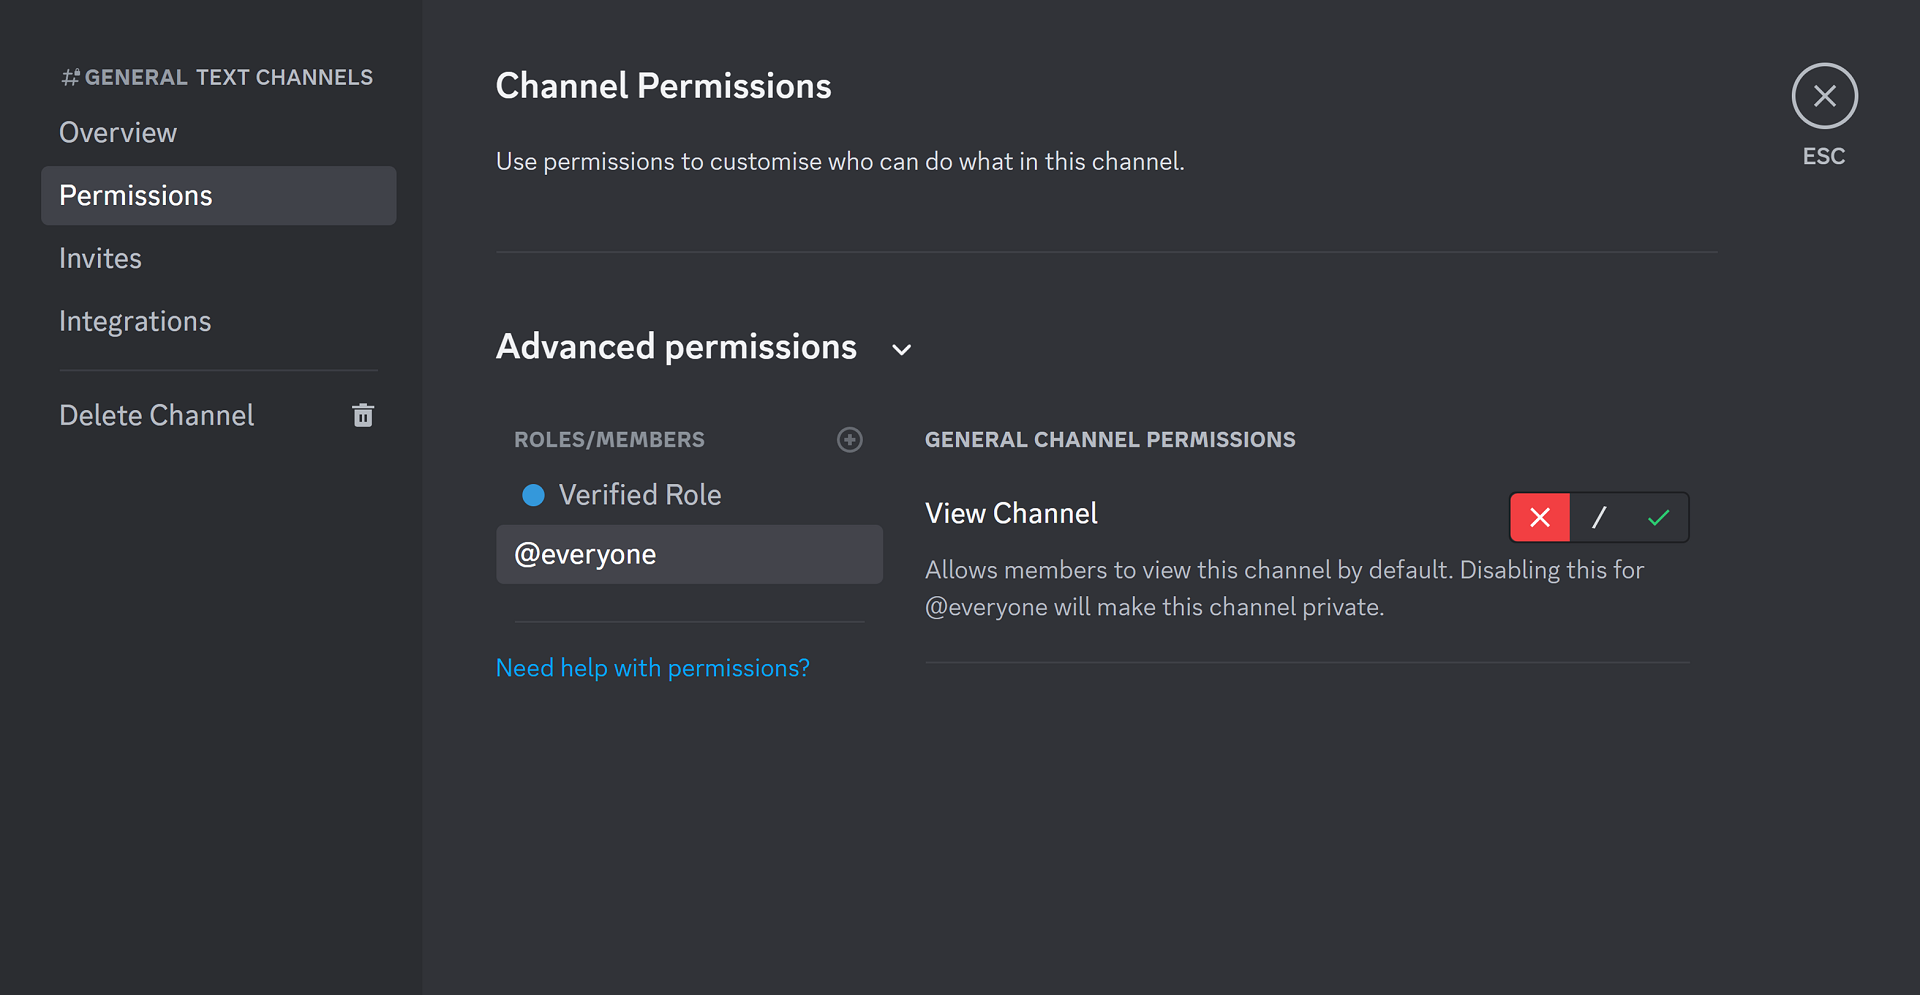 GENERAL TEXT CHANNELS
Overview
Permissions
Invites
Integrations
Delete Channel
Channel Permissions
Use permissions to customise who can do what in this channel.
ESC
Advanced permissions
ROLES/MEMBERS
Verified Role
@everyone
Need help with permissions?
GENERAL CHANNEL PERMISSIONS
View Channel
/
Allows members to view this channel by default. Disabling this for
@everyone will make this channel private.